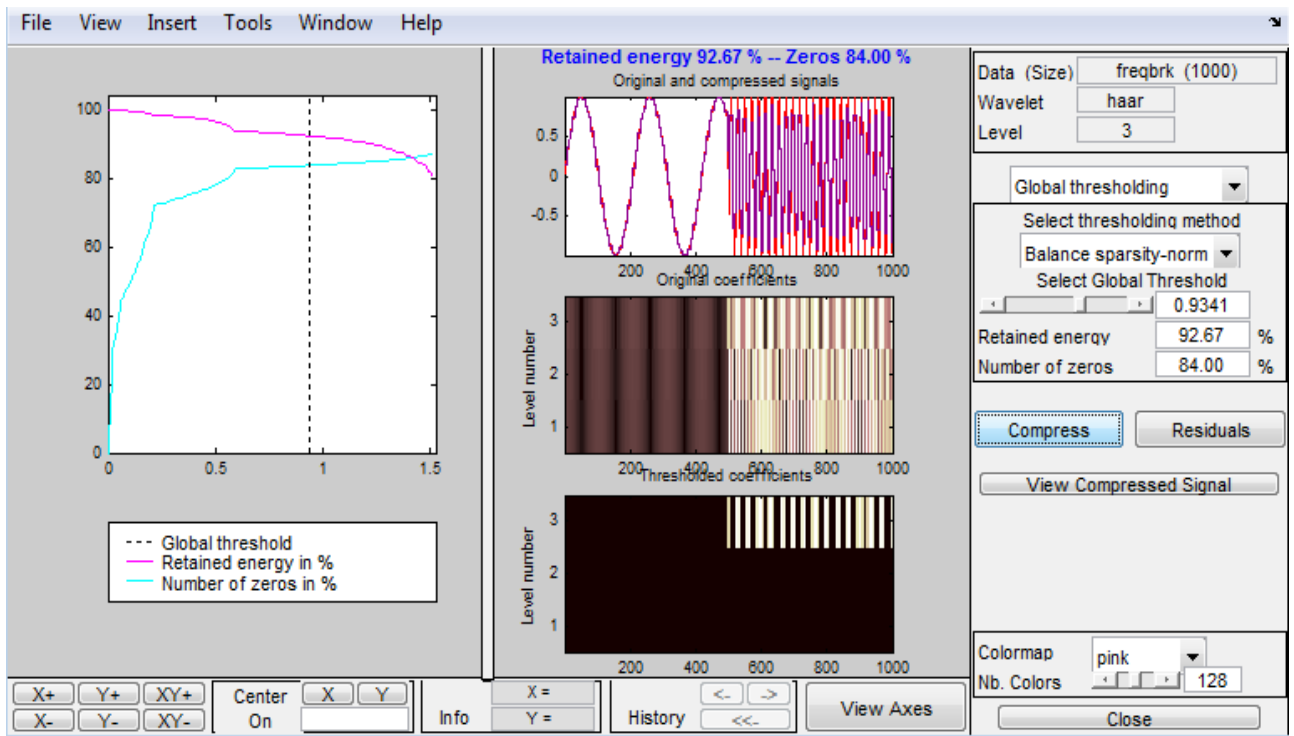 File View Insert Tools Window Help
100
80
60
40
20
0
0 0.5 1 1.5
Global threshold
Retained energy in %
Number of zeros in %
Retained energy 92.67 % -- Zeros 84.00 %
Original and compressed signals
0.5
0
-0.5
200 400 600 800 1000
Original coefficients
Level number
3
2
1
200 400 600 800 1000
Thresholded coefficients
Level number
3
2
1
200 400 600 800 1000
Data (Size) freqbrk (1000)
Wavelet haar
Level 3
Global thresholding
Select thresholding method
Balance sparsity-norm
Select Global Threshold
0.9341
Retained energy 92.67 %
Number of zeros 84.00 %
Compress Residuals
View Compressed Signal
Colormap pink
Nb. Colors 128
Close
X+ Y+ XY+
X- Y- XY-
Center On X Y
Info X =
Y =
History <- ->
<<-
View Axes